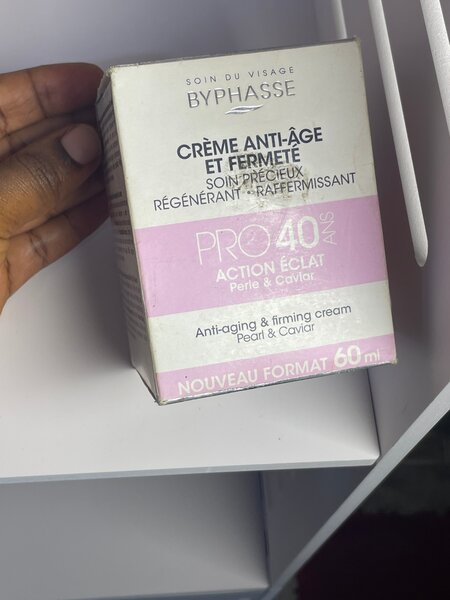 SOIN DU VISAGE
BYPHASSE
CRÈME ANTI-ÂGE
ET FERMETÉ
SOIN PRÉCIEUX
RÉGÉNÉRANT - RAFFERMISSANT
PRO 40 ANS
ACTION ÉCLAT
Perle & Caviar
Anti-aging & firming cream
Pearl & Caviar
NOUVEAU FORMAT 60 ml